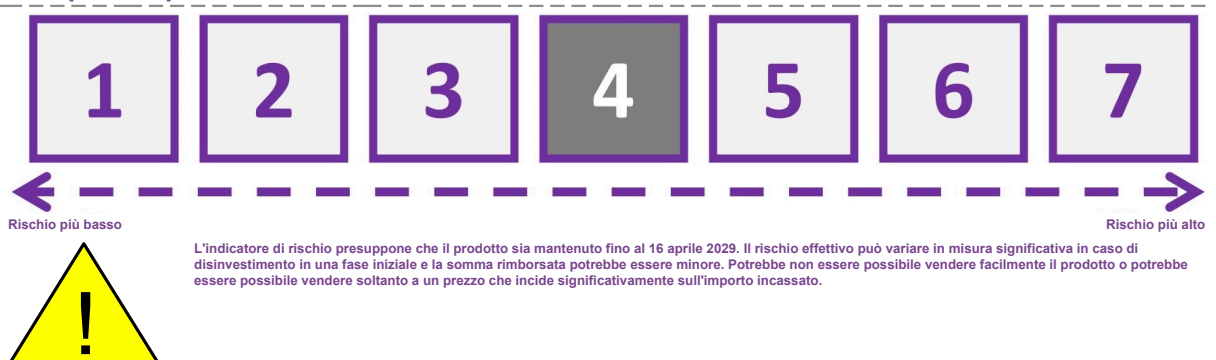 1 2 3 4 5 6 7
Rischio più basso Rischio più alto
L'indicatore di rischio presuppone che il prodotto sia mantenuto fino al 16 aprile 2029. Il rischio effettivo può variare in misura significativa in caso di
disinvestimento in una fase iniziale e la somma rimborsata potrebbe essere minore. Potrebbe non essere possibile vendere facilmente il prodotto o potrebbe
essere possibile vendere soltanto a un prezzo che incide significativamente sull'importo incassato.
!